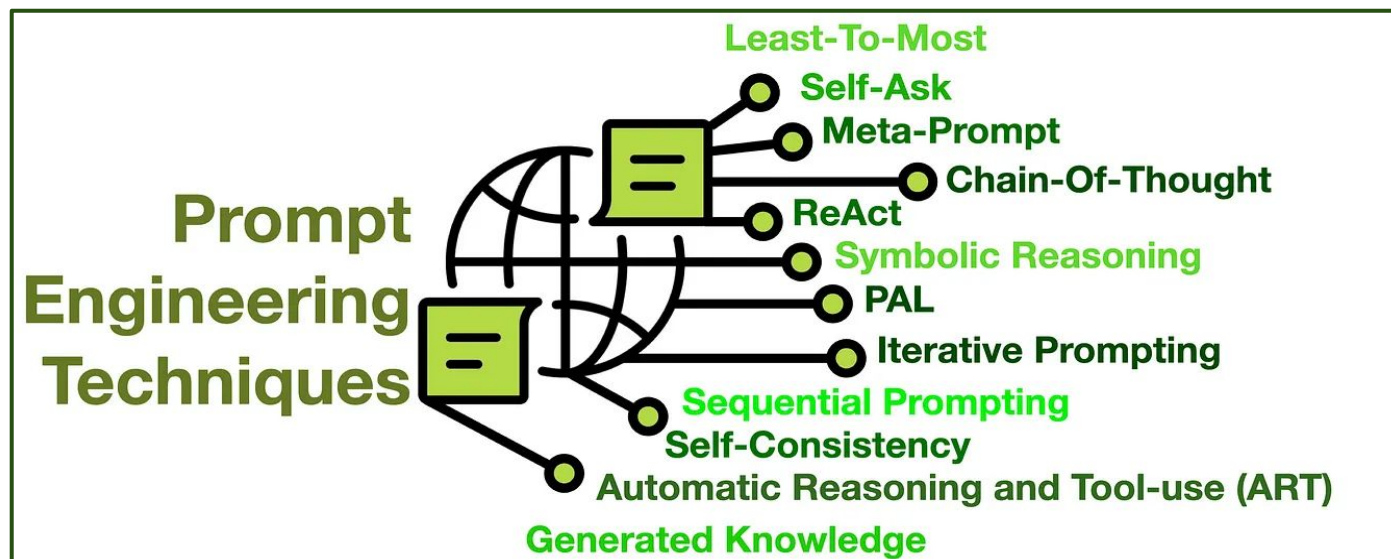 Prompt
Engineering
Techniques
Least-To-Most
Self-Ask
Meta-Prompt
Chain-Of-Thought
ReAct
Symbolic Reasoning
PAL
Iterative Prompting
Sequential Prompting
Self-Consistency
Automatic Reasoning and Tool-use (ART)
Generated Knowledge